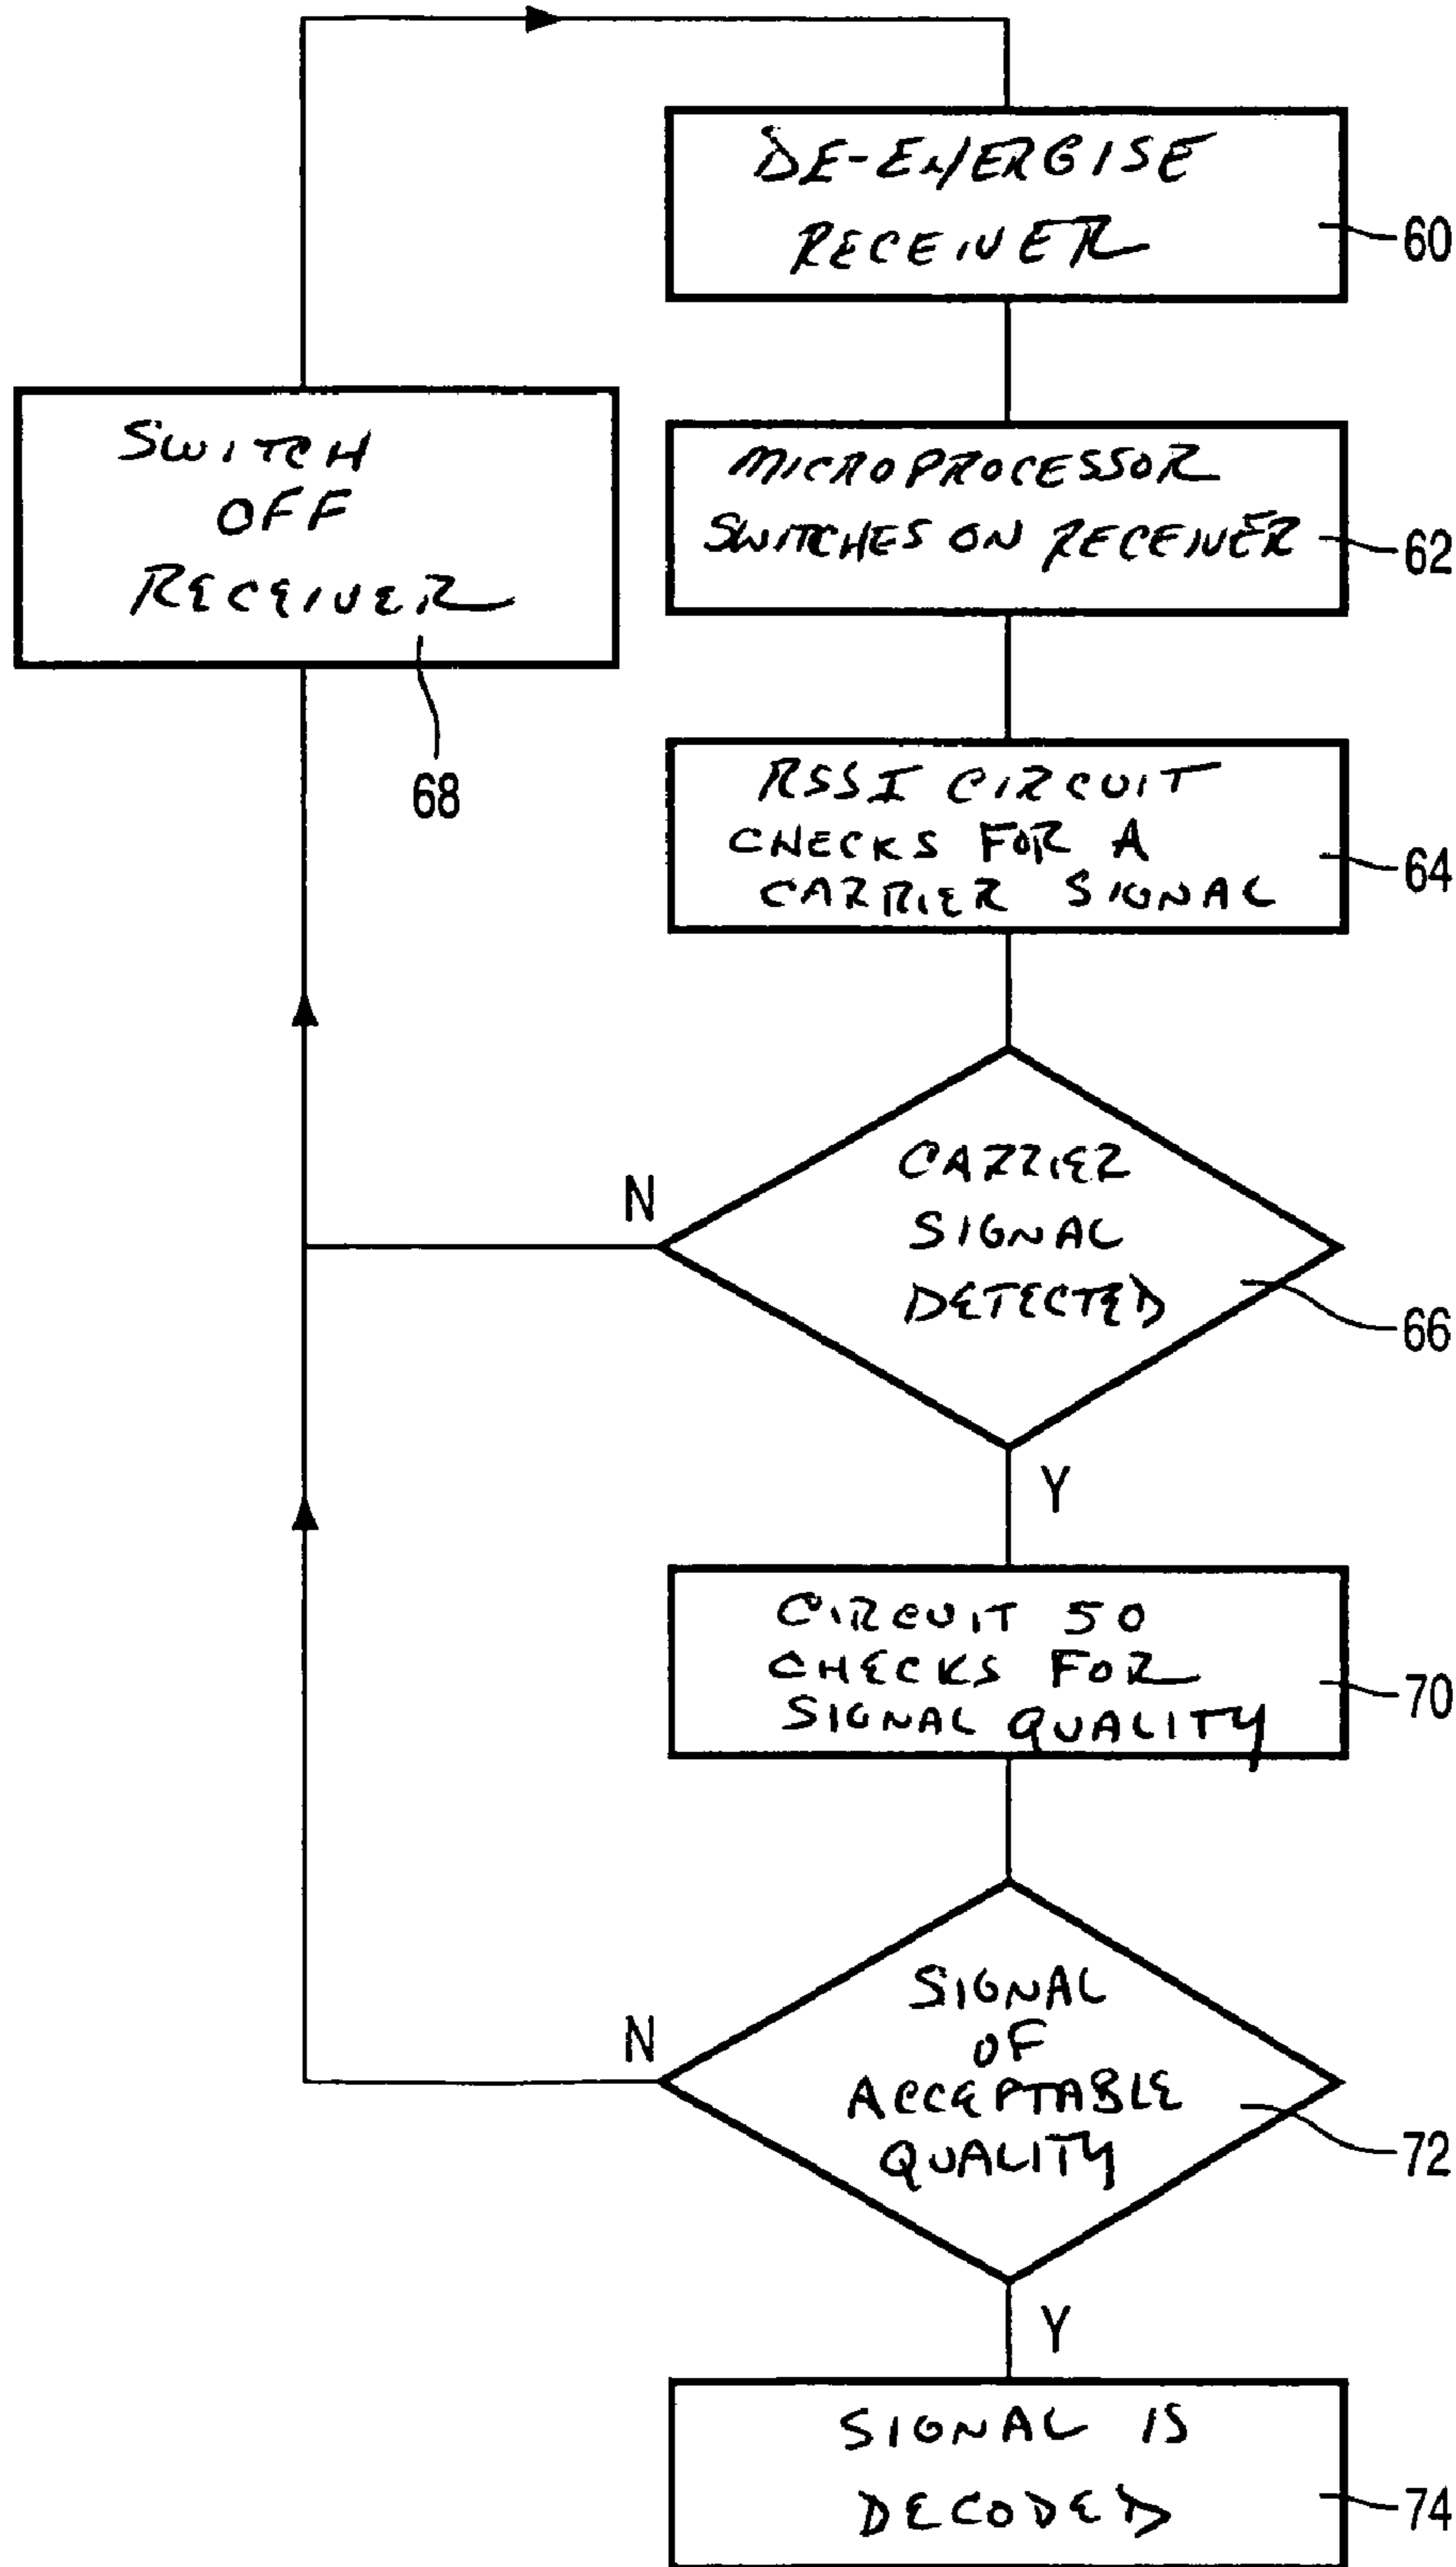 DE-ENERGISE
RECEIVER
60
SWITCH
OFF
RECEIVER
68
MICROPROCESSOR
SWITCHES ON RECEIVER
62
RSSI CIRCUIT
CHECKS FOR A
CARRIER SIGNAL
64
N
CARRIER
SIGNAL
DETECTED
66
Y
CIRCUIT 50
CHECKS FOR
SIGNAL QUALITY
70
N
SIGNAL
OF
ACCEPTABLE
QUALITY
72
Y
SIGNAL IS
DECODED
74